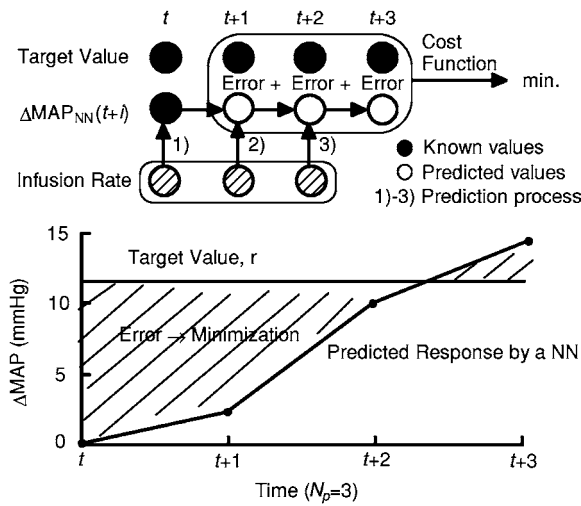 t t+1 t+2 t+3
Target Value
Cost
Function
min.
Error + Error + Error
ΔMAP_NN(t+i)
1) 2) 3)
Infusion Rate
Known values
Predicted values
1)-3) Prediction process
15
Target Value, r
10
Error → Minimization
Predicted Response by a NN
ΔMAP (mmHg)
5
0
t t+1 t+2 t+3
Time (N_p=3)